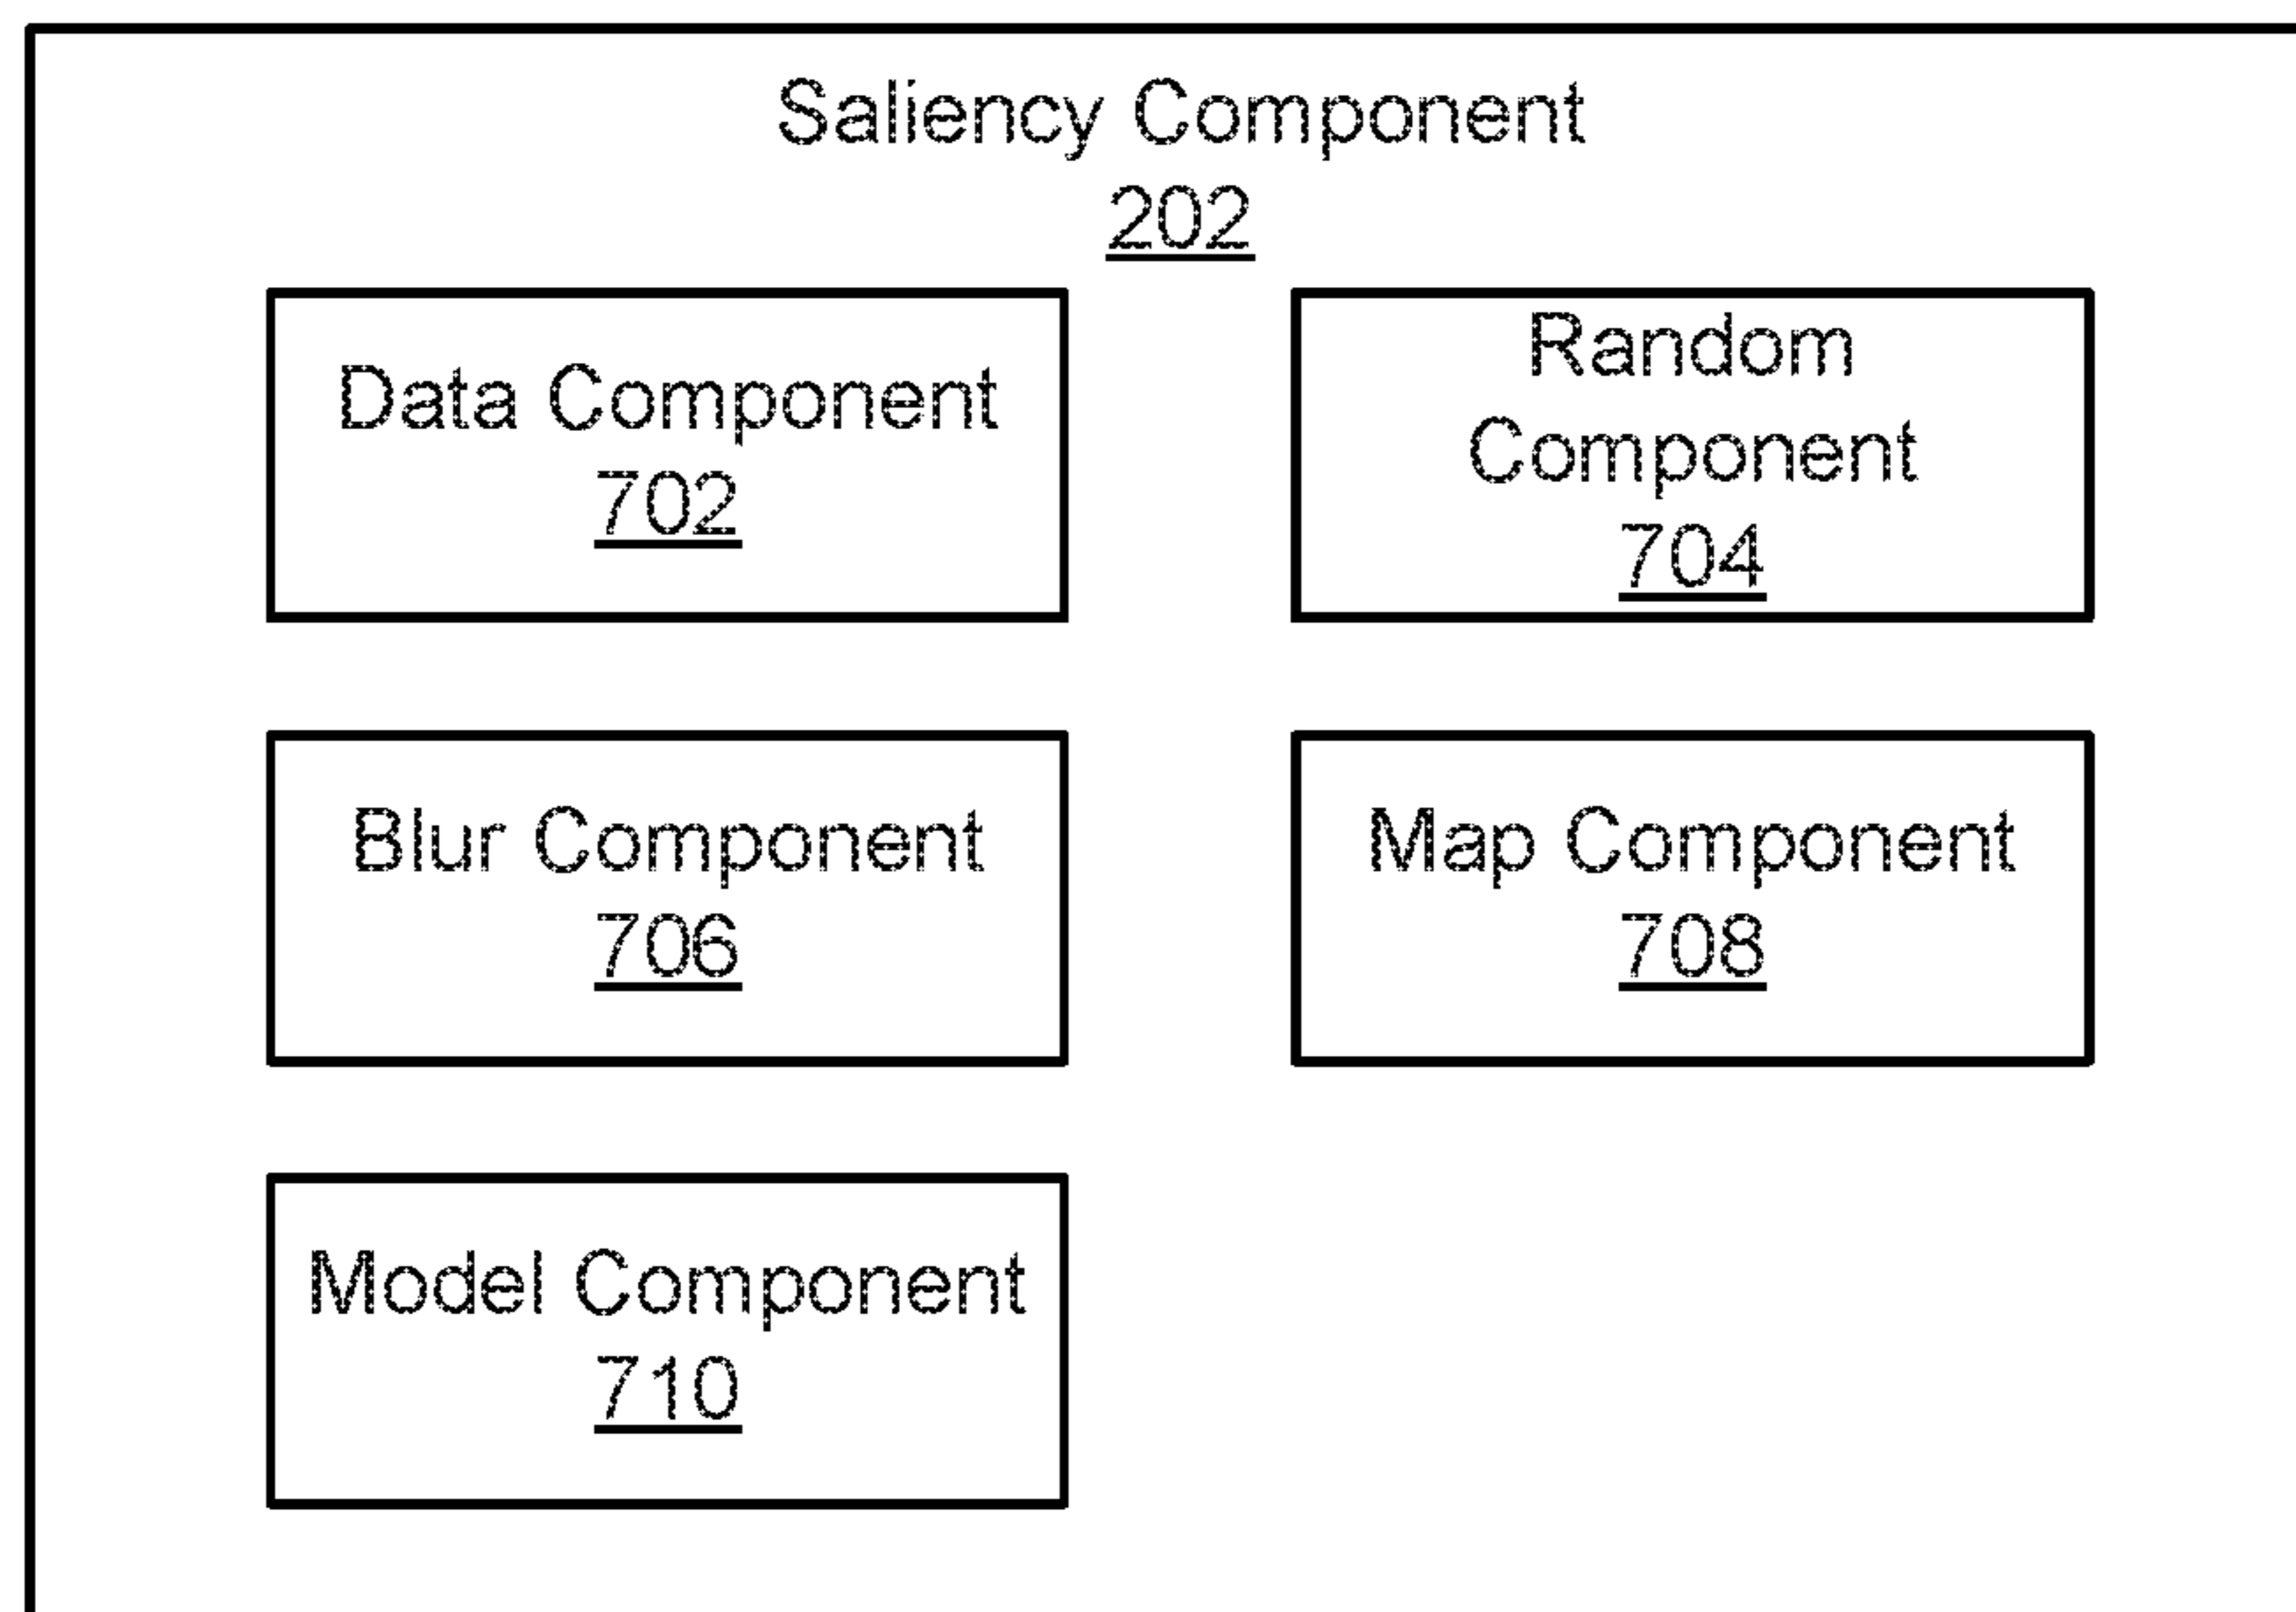 Saliency Component
202
Data Component
702
Random
Component
704
Blur Component
706
Map Component
708
Model Component
710